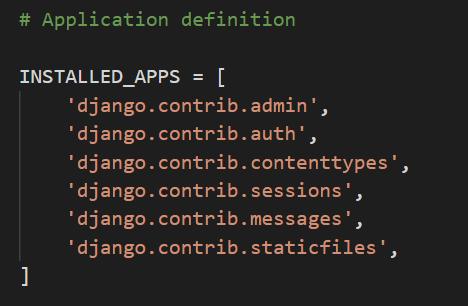 # Application definition
INSTALLED_APPS = [
'django.contrib.admin',
'django.contrib.auth',
'django.contrib.contenttypes',
'django.contrib.sessions',
'django.contrib.messages',
'django.contrib.staticfiles',
]